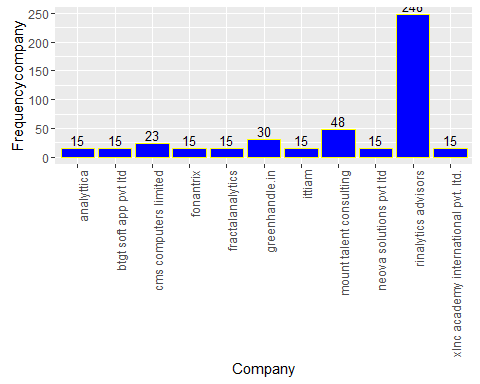 Frequencycompany
250
200
150
100
50
0
15
15
23
15
15
30
15
48
15
15
analyttica
btgt soft app pvt ltd
cms computers limited
fonantrix
fractalanalytics
greenhandle.in
ittiam
mount talent consulting
neova solutions pvt ltd
rinalytics advisors
xlnc academy international pvt. ltd.
Company